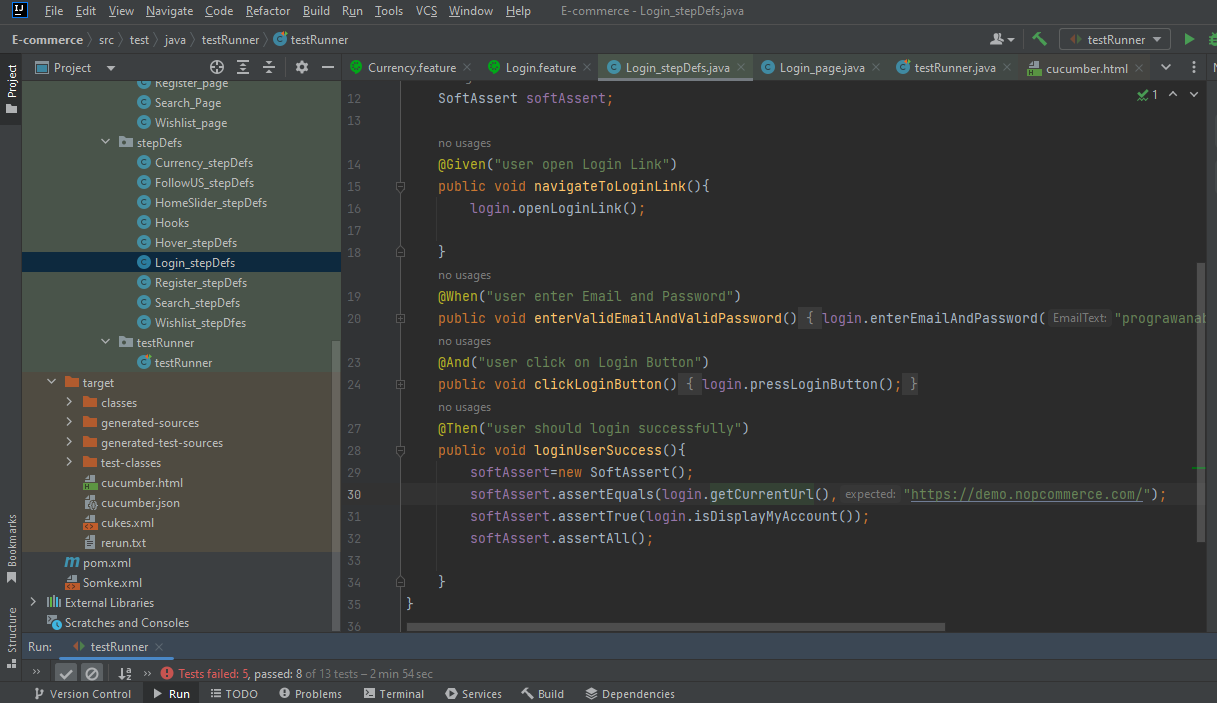 File Edit View Navigate Code Refactor Build Run Tools VCS Window Help E-commerce - Login_stepDefs.java
E-commerce src test java testRunner testRunner
testRunner
Project
Project
Currency.feature Login.feature Login_stepDefs.java Login_page.java testRunner.java cucumber.html
Register_page
Search_Page
Wishlist_page
stepDefs
Currency_stepDefs
FollowUS_stepDefs
HomeSlider_stepDefs
Hooks
Hover_stepDefs
Login_stepDefs
Register_stepDefs
Search_stepDefs
Wishlist_stepDfes
testRunner
testRunner
target
classes
generated-sources
generated-test-sources
test-classes
cucumber.html
cucumber.json
cukes.xml
rerun.txt
pom.xml
Somke.xml
External Libraries
Scratches and Consoles
Bookmarks
Structure
1
12 SoftAssert softAssert;
13
no usages
14 @Given("user open Login Link")
15 public void navigateToLoginLink(){
16 login.openLoginLink();
17
18 }
no usages
19 @When("user enter Email and Password")
20 public void enterValidEmailAndValidPassword() { login.enterEmailAndPassword( EmailText: "prograwanab
no usages
23 @And("user click on Login Button")
24 public void clickLoginButton() { login.pressLoginButton(); }
no usages
27 @Then("user should login successfully")
28 public void loginUserSuccess(){
29 softAssert=new SoftAssert();
30 softAssert.assertEquals(login.getCurrentUrl(), expected: "https://demo.nopcommerce.com/");
31 softAssert.assertTrue(login.isDisplayMyAccount());
32 softAssert.assertAll();
33
34 }
35 }
36
Run: testRunner
Tests failed: 5, passed: 8 of 13 tests – 2 min 54 sec
Version Control Run TODO Problems Terminal Services Build Dependencies